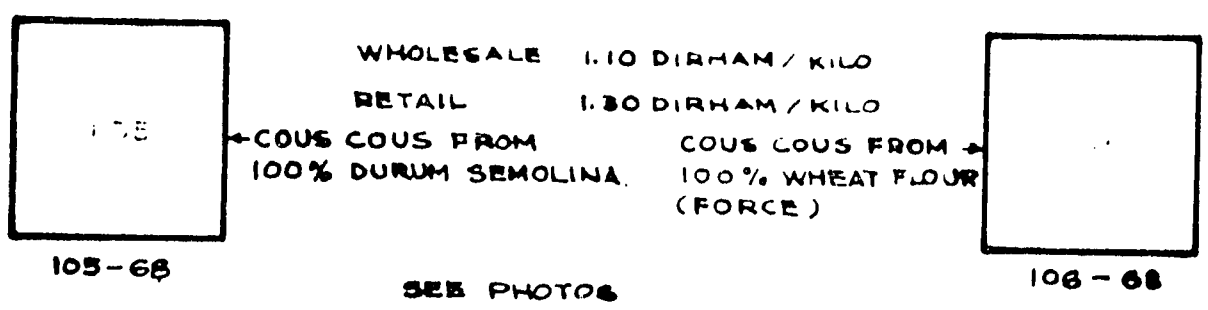 WHOLESALE 1.10 DIRHAM / KILO
RETAIL 1.30 DIRHAM / KILO
COUS COUS FROM
100% DURUM SEMOLINA.
COUS COUS FROM
100% WHEAT FLOUR
(FORCE)
105-68
106-68
SEE PHOTOS